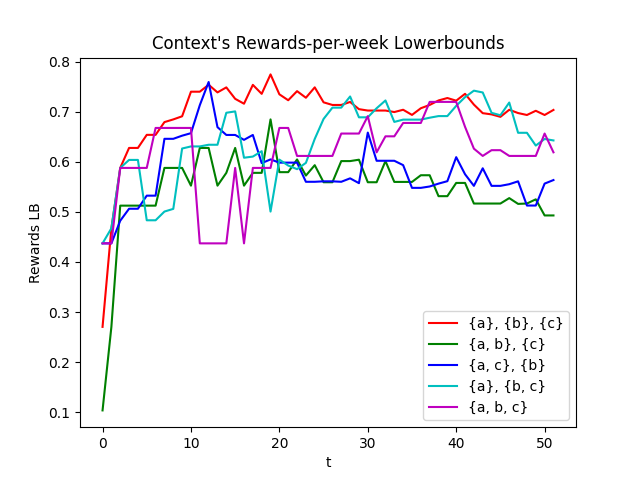 Context's Rewards-per-week Lowerbounds
Rewards LB
0.8
0.7
0.6
0.5
0.4
0.3
0.2
0.1
0 10 20 30 40 50
t
{a}, {b}, {c}
{a, b}, {c}
{a, c}, {b}
{a}, {b, c}
{a, b, c}